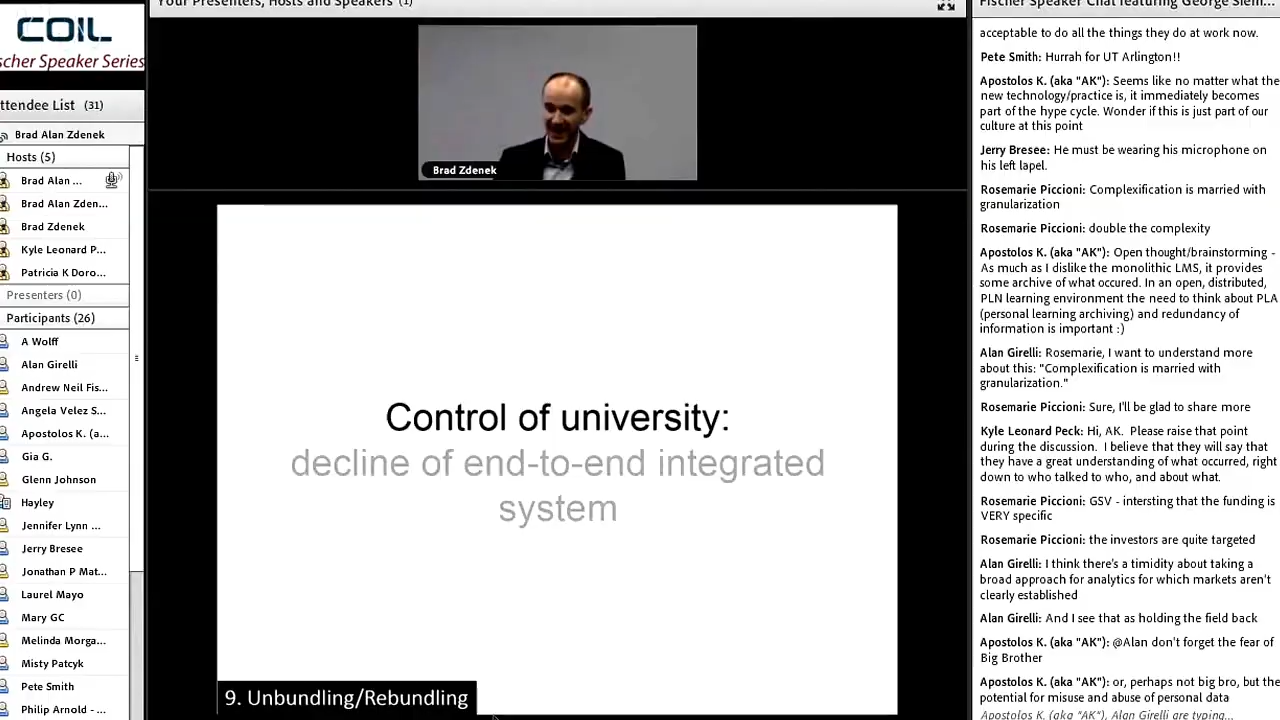 COIL
scher Speaker Series
ttendee List (31)
Brad Alan Zdenek
Hosts (5)
Brad Alan ...
Brad Alan Zden...
Brad Zdenek
Kyle Leonard P...
Patricia K Doro...
Presenters (0)
Participants (26)
A Wolff
Alan Girelli
Andrew Neil Fis...
Angela Velez S...
Apostolos K. (a...
Gia G.
Glenn Johnson
Hayley
Jennifer Lynn ...
Jerry Bresee
Jonathan P Mat...
Laurel Mayo
Mary GC
Melinda Morga...
Misty Patcyk
Pete Smith
Philip Arnold - ...
Your Presenters, Hosts and Speakers (1)
Brad Zdenek
Control of university:
decline of end-to-end integrated
system
9. Unbundling/Rebundling
Fischer Speaker Chat featuring George Siem...
acceptable to do all the things they do at work now.
Pete Smith: Hurrah for UT Arlington!!
Apostolos K. (aka "AK"): Seems like no matter what the
new technology/practice is, it immediately becomes
part of the hype cycle. Wonder if this is just part of our
culture at this point
Jerry Bresee: He must be wearing his microphone on
his left lapel.
Rosemarie Piccioni: Complexification is married with
granularization
Rosemarie Piccioni: double the complexity
Apostolos K. (aka "AK"): Open thought/brainstorming -
As much as I dislike the monolithic LMS, it provides
some archive of what occured. In an open, distributed,
PLN learning environment the need to think about PLA
(personal learning archiving) and redundancy of
information is important :)
Alan Girelli: Rosemarie, I want to understand more
about this: "Complexification is married with
granularization."
Rosemarie Piccioni: Sure, I'll be glad to share more
Kyle Leonard Peck: Hi, AK.  Please raise that point
during the discussion.  I believe that they will say that
they have a great understanding of what occurred, right
down to who talked to who, and about what.
Rosemarie Piccioni: GSV - intersting that the funding is
VERY specific
Rosemarie Piccioni: the investors are quite targeted
Alan Girelli: I think there's a timidity about taking a
broad approach for analytics for which markets aren't
clearly established
Alan Girelli: And I see that as holding the field back
Apostolos K. (aka "AK"): @Alan don't forget the fear of
Big Brother
Apostolos K. (aka "AK"): or, perhaps not big bro, but the
potential for misuse and abuse of personal data
Apostolos K. (aka "AK"), Alan Girelli are typing...